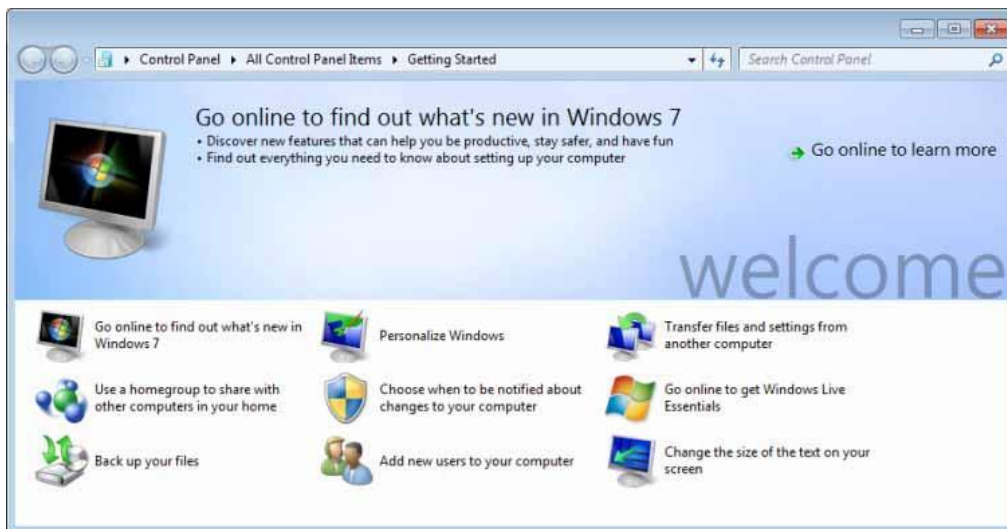 Control Panel ▸ All Control Panel Items ▸ Getting Started
Search Control Panel
Go online to find out what's new in Windows 7
• Discover new features that can help you be productive, stay safer, and have fun
• Find out everything you need to know about setting up your computer
Go online to learn more
welcome
Go online to find out what's new in
Windows 7
Personalize Windows
Transfer files and settings from
another computer
Use a homegroup to share with
other computers in your home
Choose when to be notified about
changes to your computer
Go online to get Windows Live
Essentials
Back up your files
Add new users to your computer
Change the size of the text on your
screen